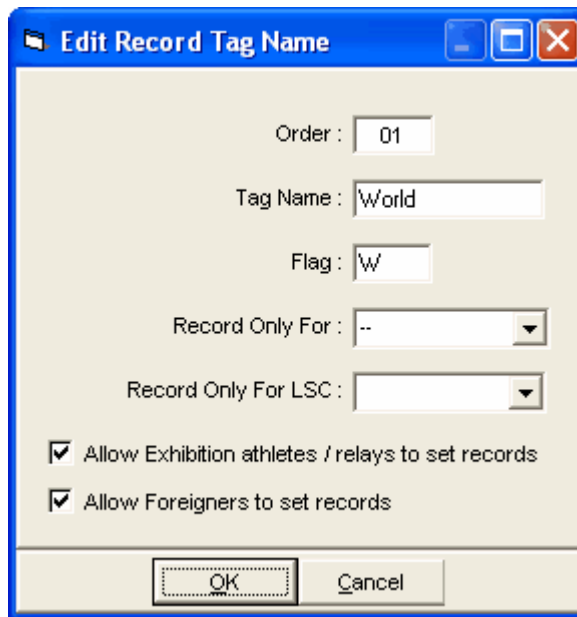 Edit Record Tag Name
Order : 01
Tag Name : World
Flag : W
Record Only For : --
Record Only For LSC :
Allow Exhibition athletes / relays to set records
Allow Foreigners to set records
OK Cancel